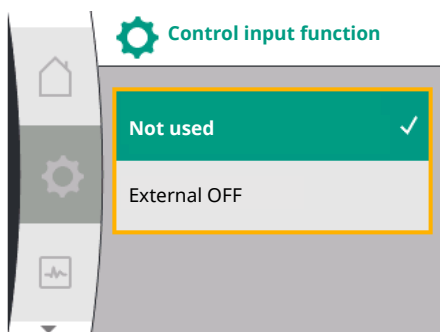 Control input function
Not used
External OFF